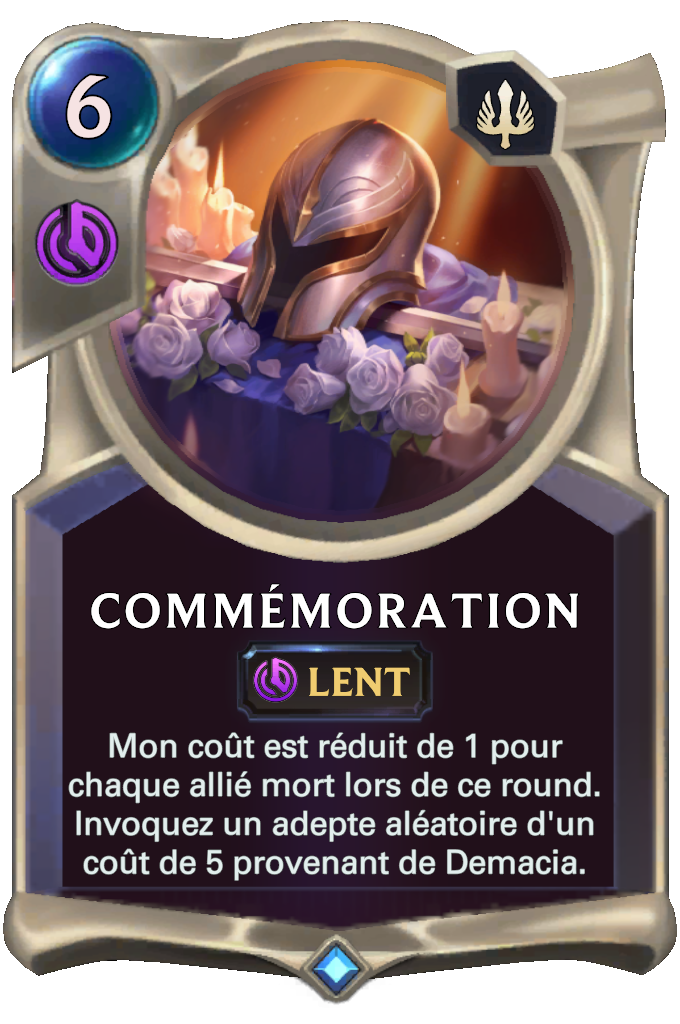 6
COMMÉMORATION
LENT
Mon coût est réduit de 1 pour
chaque allié mort lors de ce round.
Invoquez un adepte aléatoire d'un
coût de 5 provenant de Demacia.